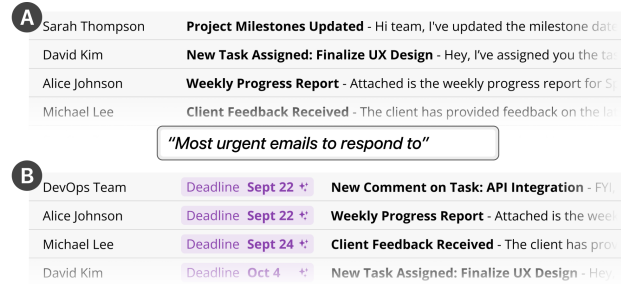 A
Sarah Thompson Project Milestones Updated - Hi team, I've updated the milestone date
David Kim New Task Assigned: Finalize UX Design - Hey, I've assigned you the tas
Alice Johnson Weekly Progress Report - Attached is the weekly progress report for Sp
Michael Lee Client Feedback Received - The client has provided feedback on the la
“Most urgent emails to respond to”
B
DevOps Team Deadline Sept 22 New Comment on Task: API Integration - FYI,
Alice Johnson Deadline Sept 22 Weekly Progress Report - Attached is the week
Michael Lee Deadline Sept 24 Client Feedback Received - The client has prov
David Kim Deadline Oct 4 New Task Assigned: Finalize UX Design - Hey